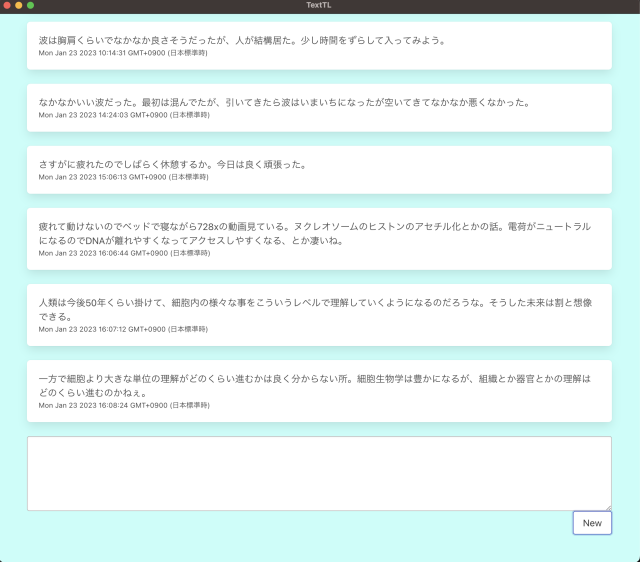 TextTL
波は胸肩くらいでなかなか良さそうだったが、人が結構居た。少し時間をずらして入ってみよう。
Mon Jan 23 2023 10:14:31 GMT+0900 (日本標準時)
なかなかいい波だった。最初は混んでたが、引いてきたら波はいまいちになったが空いてきてなかなか悪くなかった。
Mon Jan 23 2023 14:24:03 GMT+0900 (日本標準時)
さすがに疲れたのでしばらく休憩するか。今日は良く頑張った。
Mon Jan 23 2023 15:06:13 GMT+0900 (日本標準時)
疲れて動けないのでベッドで寝ながら728xの動画見ている。ヌクレオソームのヒストンのアセチル化とかの話。電荷がニュートラル
になるのでDNAが離れやすくなってアクセスしやすくなる、とか凄いね。
Mon Jan 23 2023 16:06:44 GMT+0900 (日本標準時)
人類は今後50年くらい掛けて、細胞内の様々な事をこういうレベルで理解していくようになるのだろうな。そうした未来は割と想像
できる。
Mon Jan 23 2023 16:07:12 GMT+0900 (日本標準時)
一方で細胞より大きな単位の理解がどのくらい進むかは良く分からない所。細胞生物学は豊かになるが、組織とか器官とかの理解は
どのくらい進むのかねぇ。
Mon Jan 23 2023 16:08:24 GMT+0900 (日本標準時)
New